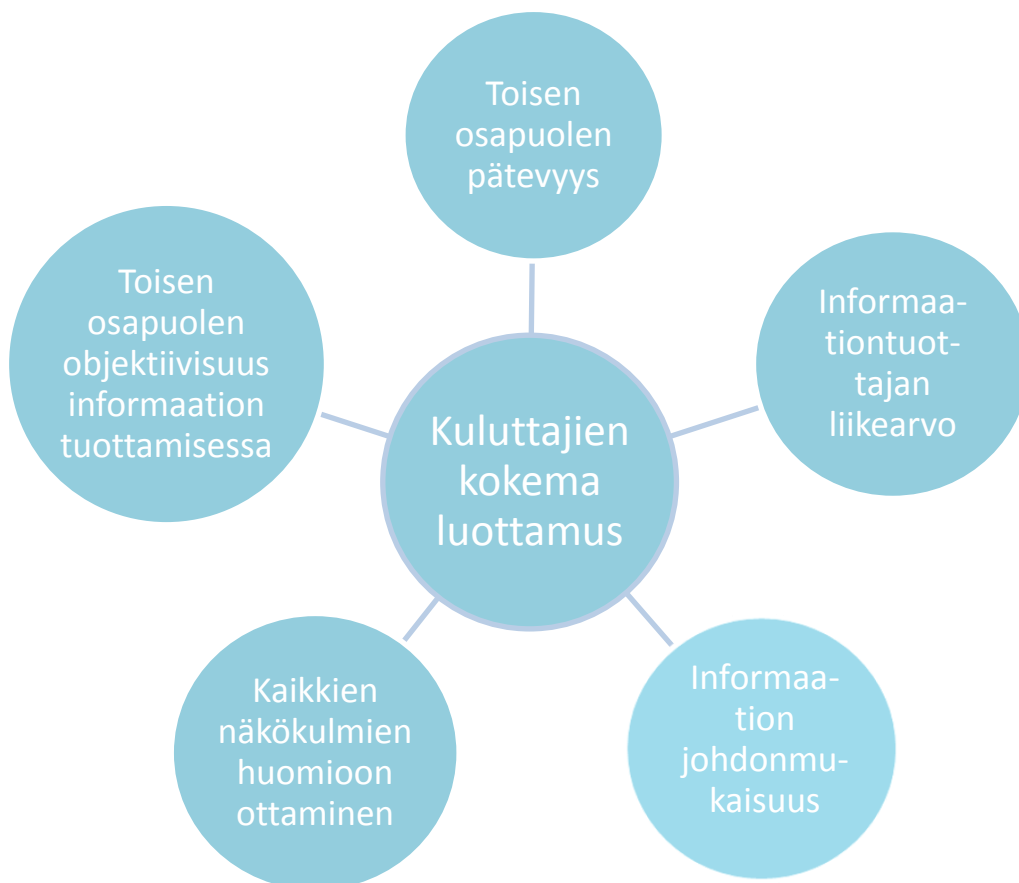 Toisen
osapuolen
pätevyys
Informaa-
tiontuot-
tajan
liikearvo
Informaa-
tion
johdonmu-
kaisuus
Kaikkien
näkökulmien
huomioon
ottaminen
Toisen
osapuolen
objektiivisuus
informaation
tuottamisessa
Kuluttajien
kokema
luottamus